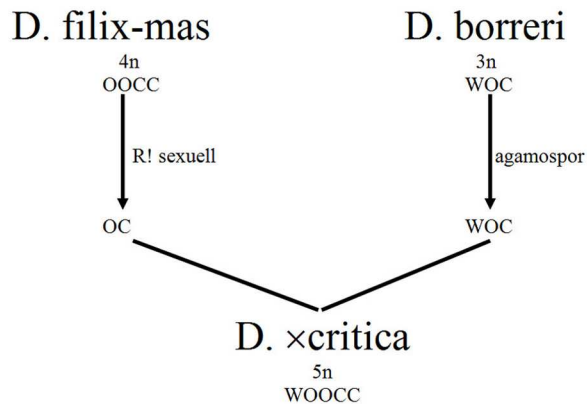 D. filix-mas
4n
OOCC
D. borreri
3n
WOC
R! sexuell
agamospor
OC
WOC
D. ×critica
5n
WOOCC